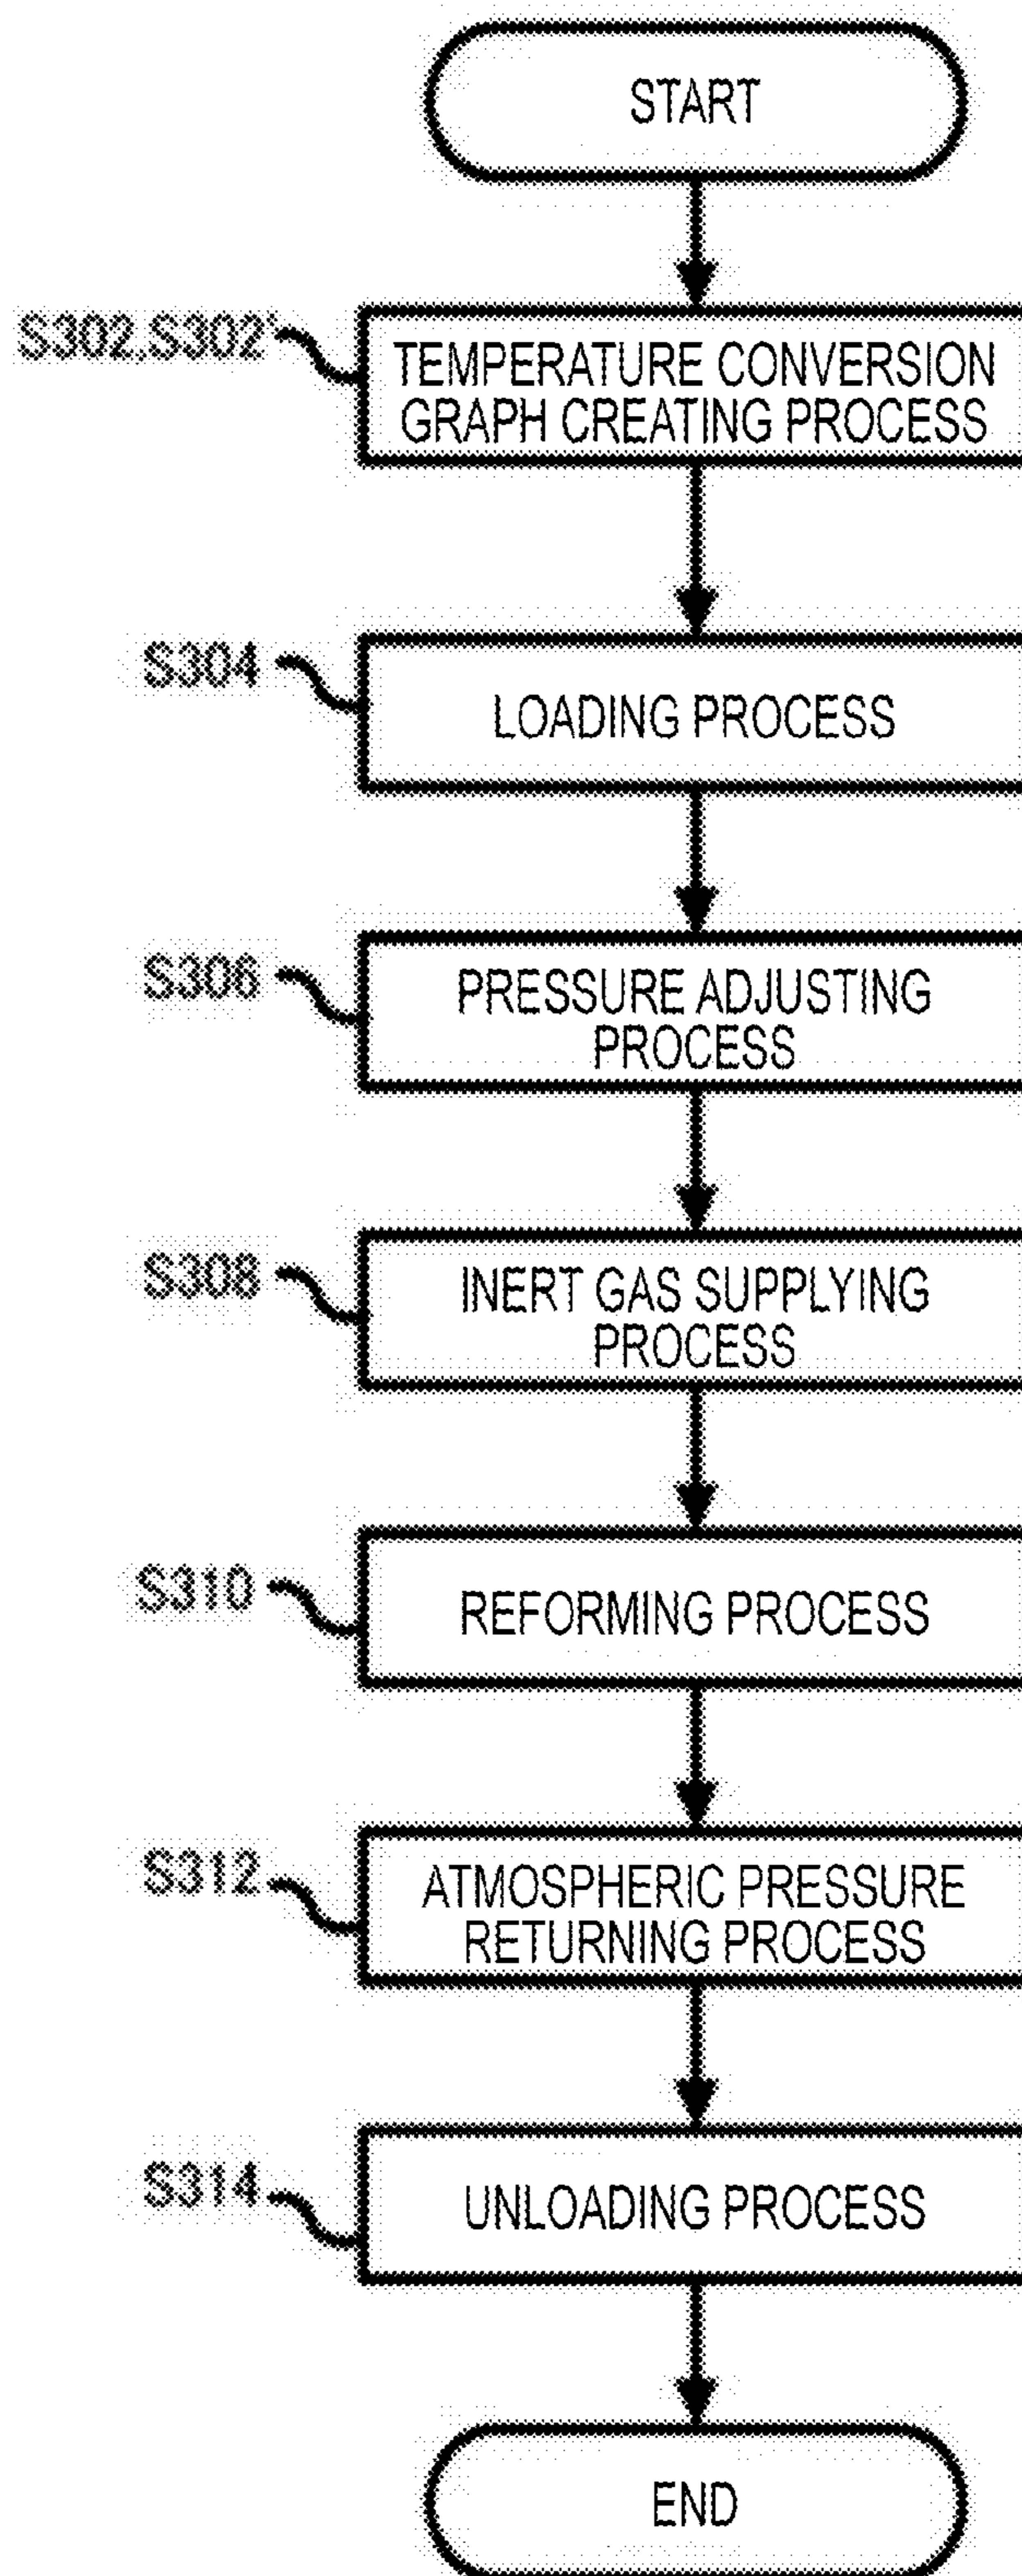 START
S302,S302'
TEMPERATURE CONVERSION
GRAPH CREATING PROCESS
S304
LOADING PROCESS
S306
PRESSURE ADJUSTING
PROCESS
S308
INERT GAS SUPPLYING
PROCESS
S310
REFORMING PROCESS
S312
ATMOSPHERIC PRESSURE
RETURNING PROCESS
S314
UNLOADING PROCESS
END